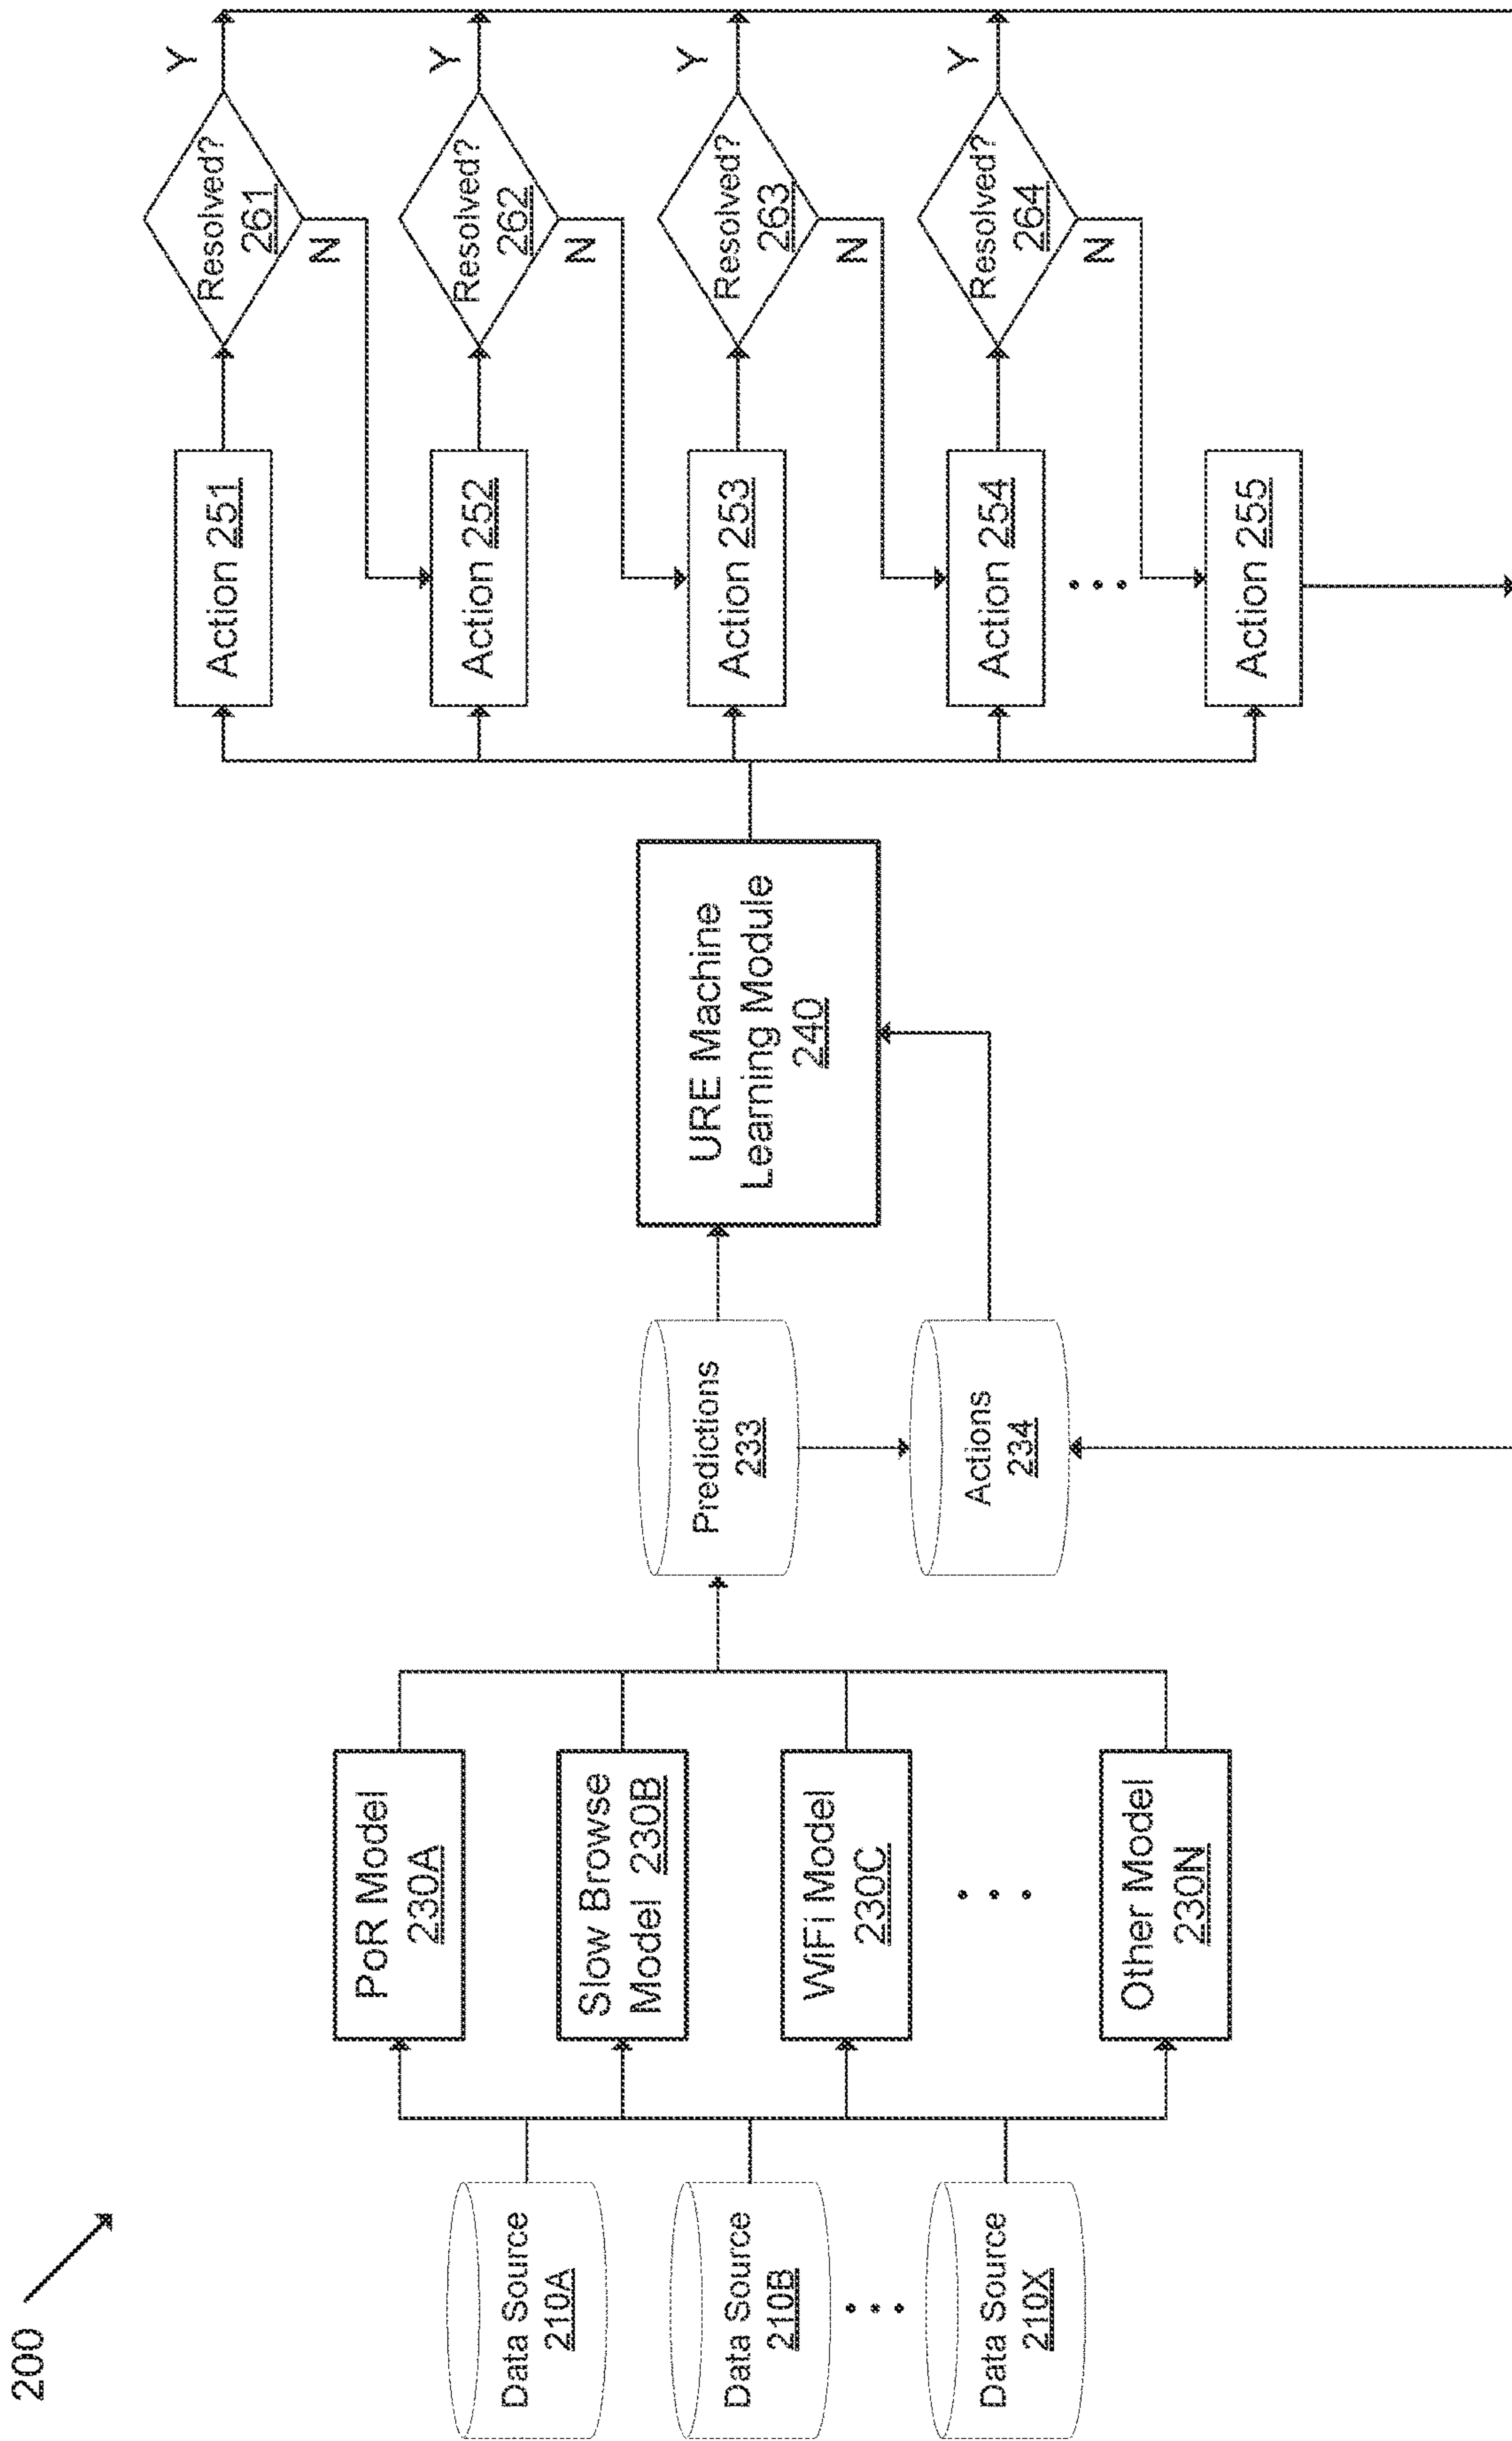 200
Data Source
210A
Data Source
210B
Data Source
210X
PoR Model
230A
Slow Browse
Model 230B
WiFi Model
230C
Other Model
230N
Predictions
233
Actions
234
URE Machine
Learning Module
240
Action 251
Action 252
Action 253
Action 254
Action 255
Resolved?
261
Y
N
Resolved?
262
Y
N
Resolved?
263
Y
N
Resolved?
264
Y
N